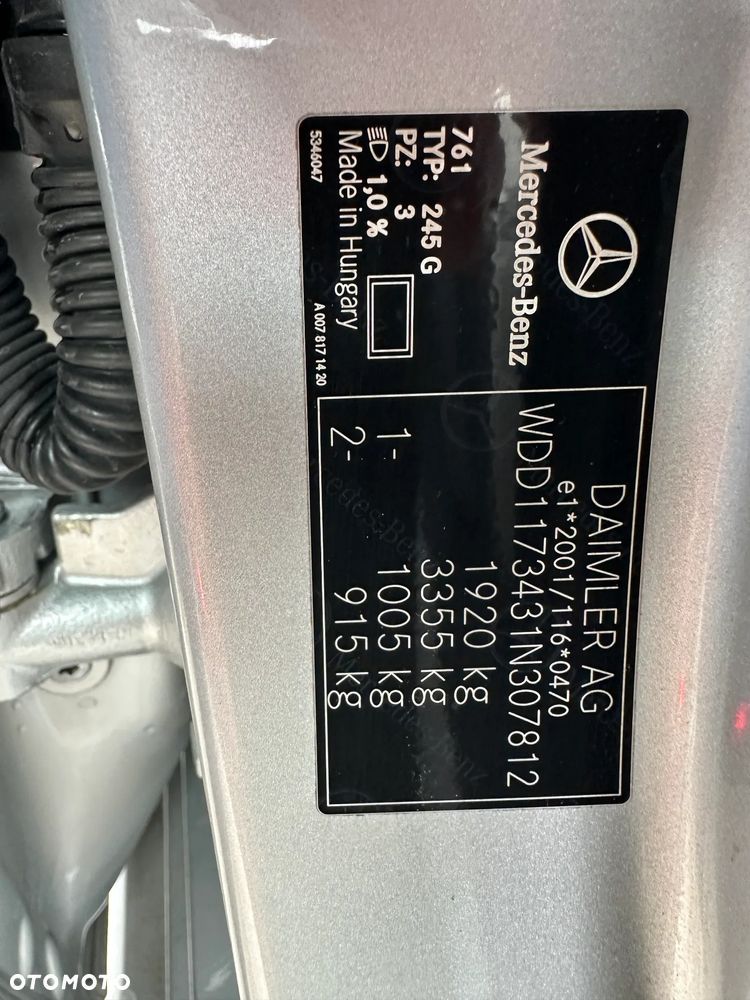 Mercedes-Benz
761
TYP: 245 G
PZ: 3
1,0 %
Made in Hungary
5346047
A 007 817 14 20
DAIMLER AG
e1*2001/116*0470
WDD1173431N307812
1920 kg
3355 kg
1- 1005 kg
2- 915 kg
OTOMOTO